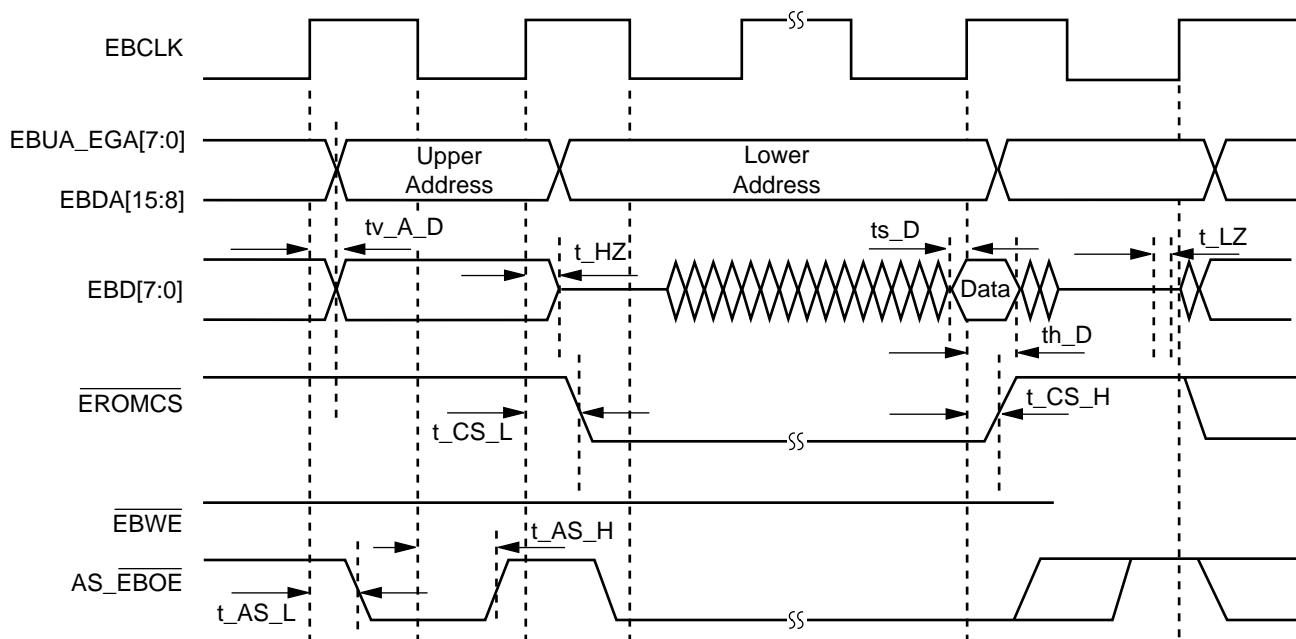 EBCLK
EBUA_EGA[7:0]
Upper
Address
Lower
Address
EBDA[15:8]
tv_A_D
t_HZ
ts_D
t_LZ
EBD[7:0]
Data
th_D
EROMCS
t_CS_L
t_CS_H
EBWE
t_AS_H
AS_EBOE
t_AS_L